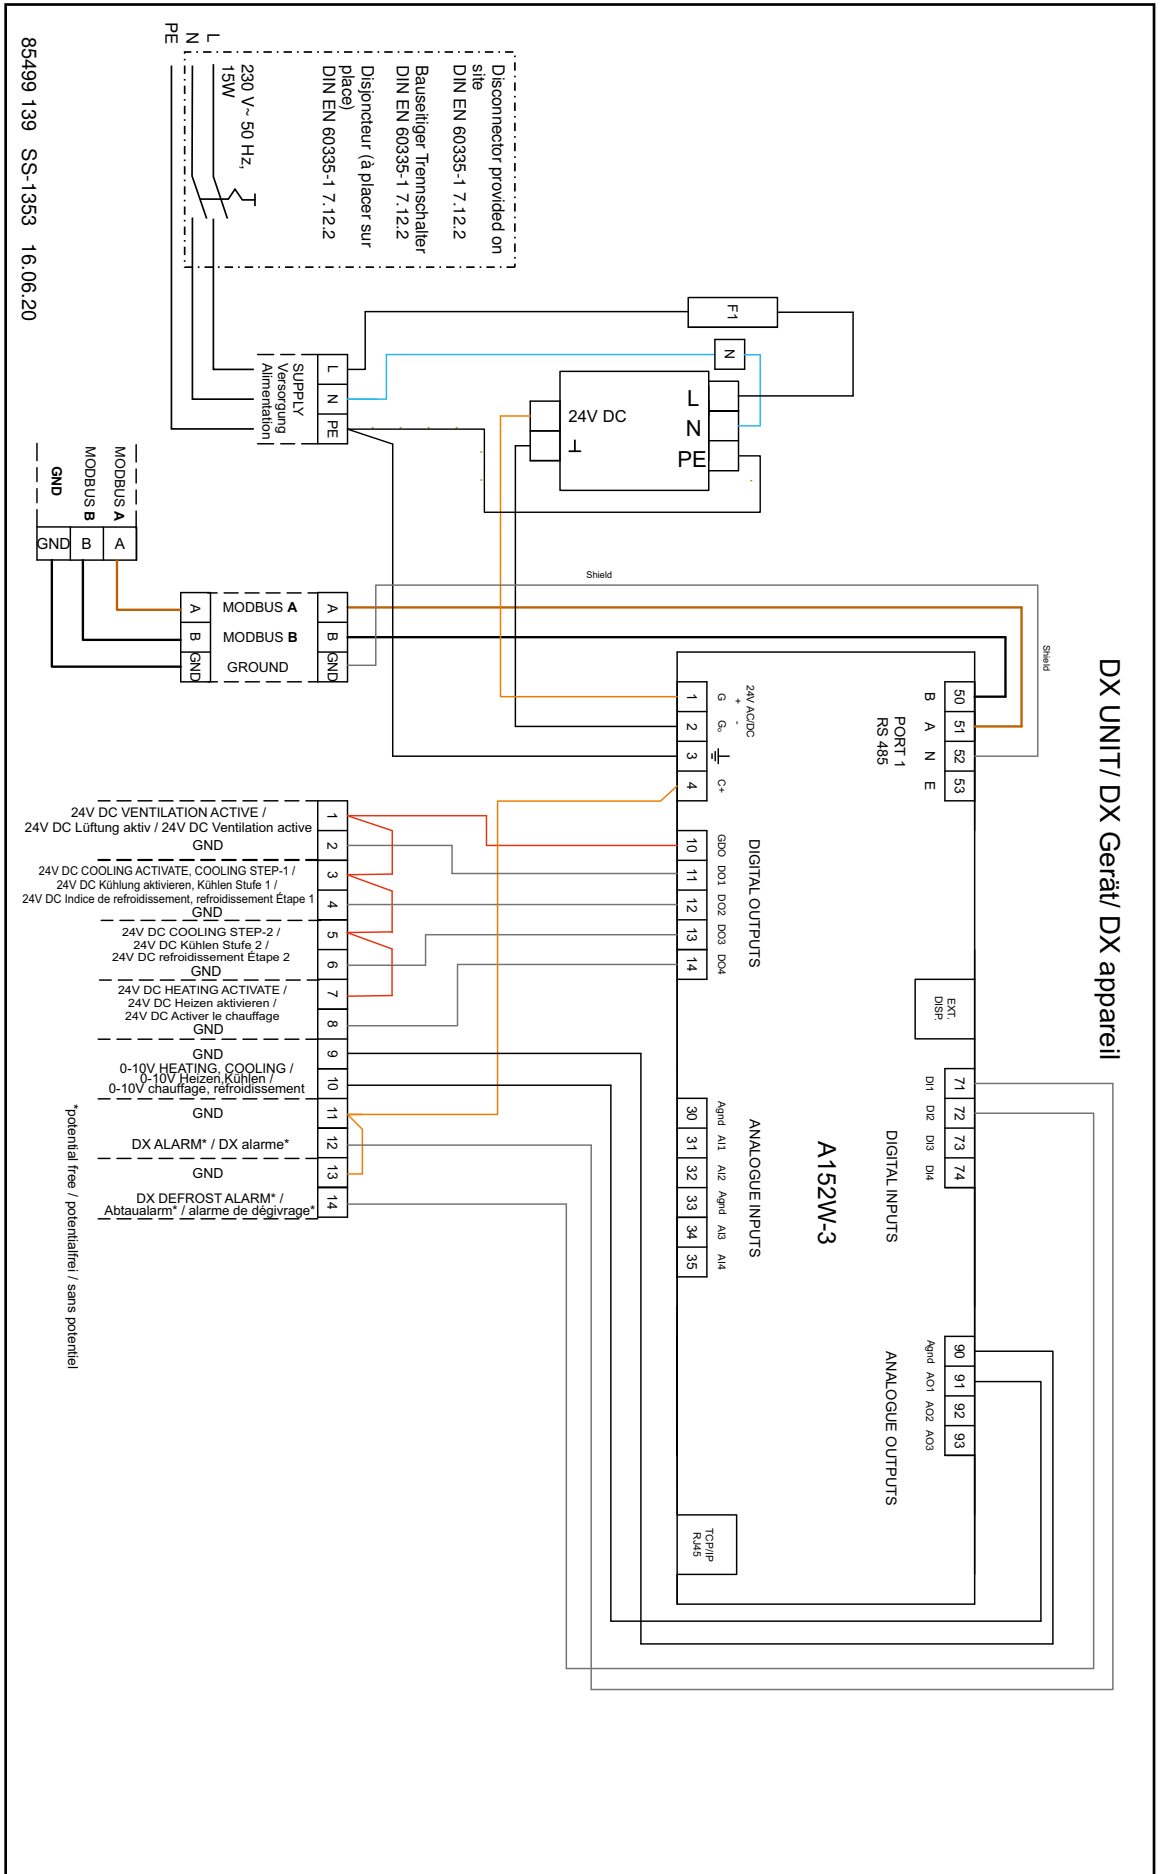 DX UNIT/ DX Gerät/ DX appareil
L
N
PE
230 V~ 50 Hz,
15W
Disconnector provided on
site
DIN EN 60335-1 7.12.2
Bauseitiger Trennschalter
DIN EN 60335-1 7.12.2
Disjoncteur (à placer sur
place)
DIN EN 60335-1 7.12.2
F1
N
L
N
PE
SUPPLY
Versorgung
Alimentation
24V DC
⊥
L
N
PE
MODBUS A
MODBUS B
GND
A
B
GND
A
B
GND
MODBUS A
MODBUS B
GROUND
A
B
GND
Shield
Shield
50 51 52 53
B A N E
PORT 1
RS 485
24V AC/DC
+ -
G G₀ C+
1 2 3 4
10 11 12 13 14
GDO DO1 DO2 DO3 DO4
DIGITAL OUTPUTS
EXT.
DISP.
71 72 73 74
DI1 DI2 DI3 DI4
DIGITAL INPUTS
A152W-3
ANALOGUE INPUTS
Agnd AI1 AI2 Agnd AI3 AI4
30 31 32 33 34 35
90 91 92 93
Agnd AO1 AO2 AO3
ANALOGUE OUTPUTS
TCP/IP
RJ45
24V DC VENTILATION ACTIVE /
24V DC Lüftung aktiv / 24V DC Ventilation active
1
GND
2
24V DC COOLING ACTIVATE, COOLING STEP-1 /
24V DC Kühlung aktivieren, Kühlen Stufe 1 /
24V DC Indice de refroidissement, refroidissement Étape 1
3
GND
4
24V DC COOLING STEP-2 /
24V DC Kühlen Stufe 2 /
24V DC refroidissement Étape 2
5
GND
6
24V DC HEATING ACTIVATE /
24V DC Heizen aktivieren /
24V DC Activer le chauffage
7
GND
8
GND
9
0-10V HEATING, COOLING /
0-10V Heizen,Kühlen /
0-10V chauffage, refroidissement
10
GND
11
DX ALARM* / DX alarme*
12
GND
13
DX DEFROST ALARM* /
Abtaualarm* / alarme de dégivrage*
14
*potential free / potentialfrei / sans potentiel
85499 139 SS-1353 16.06.20